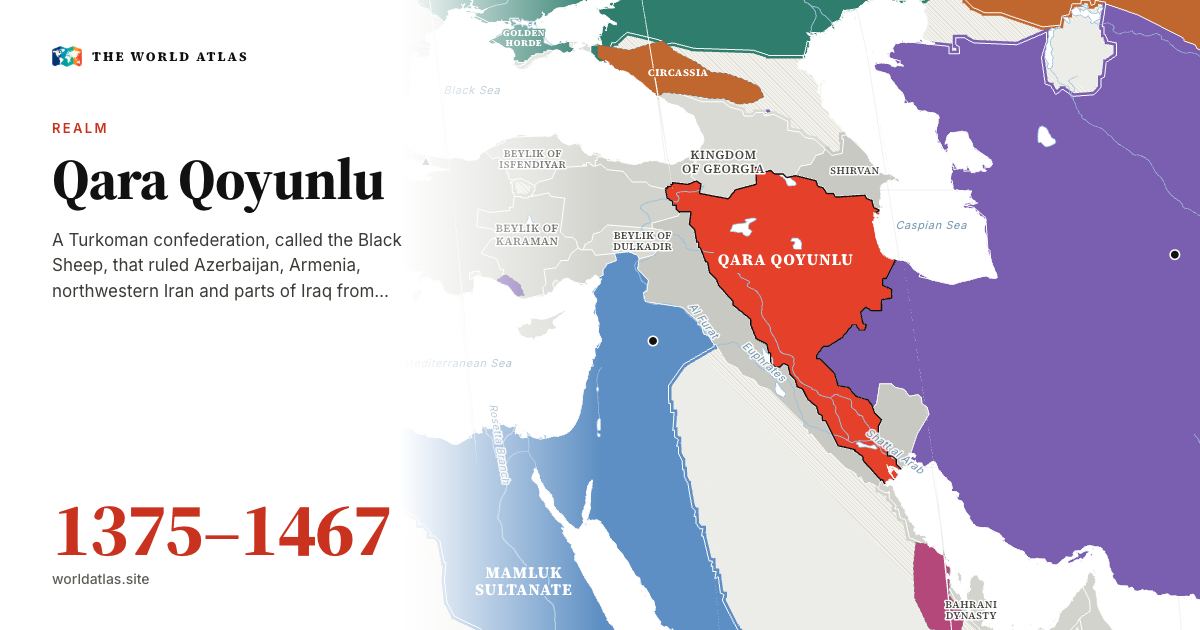 THE WORLD ATLAS
REALM
Qara Qoyunlu
A Turkoman confederation, called the Black
Sheep, that ruled Azerbaijan, Armenia,
northwestern Iran and parts of Iraq from...
1375–1467
worldatlas.site
GOLDEN
HORDE
CIRCASSIA
Black Sea
BEYLIK OF
ISFENDIYAR
KINGDOM
OF GEORGIA
SHIRVAN
BEYLIK OF
KARAMAN
BEYLIK OF
DULKADIR
Caspian Sea
QARA QOYUNLU
Al Furat
Euphrates
Mediterranean Sea
Rosetta Branch
Shatt al Arab
MAMLUK
SULTANATE
BAHRANI
DYNASTY